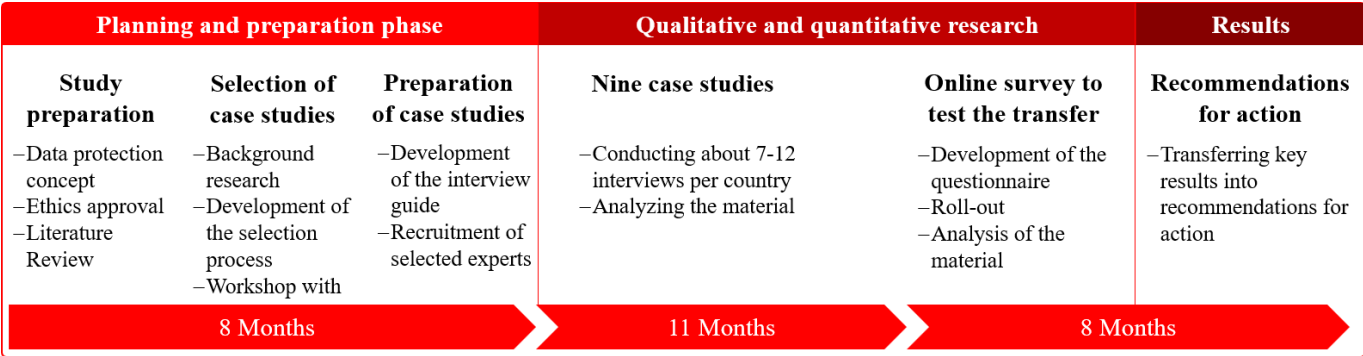 Planning and preparation phase
Qualitative and quantitative research
Results
Study
preparation
–Data protection
concept
–Ethics approval
–Literature
Review
Selection of
case studies
–Background
research
–Development of
the selection
process
–Workshop with
Preparation
of case studies
–Development
of the interview
guide
–Recruitment of
selected experts
Nine case studies
–Conducting about 7-12
interviews per country
–Analyzing the material
Online survey to
test the transfer
–Development of the
questionnaire
–Roll-out
–Analysis of the
material
Recommendations
for action
–Transferring key
results into
recommendations for
action
8 Months
11 Months
8 Months